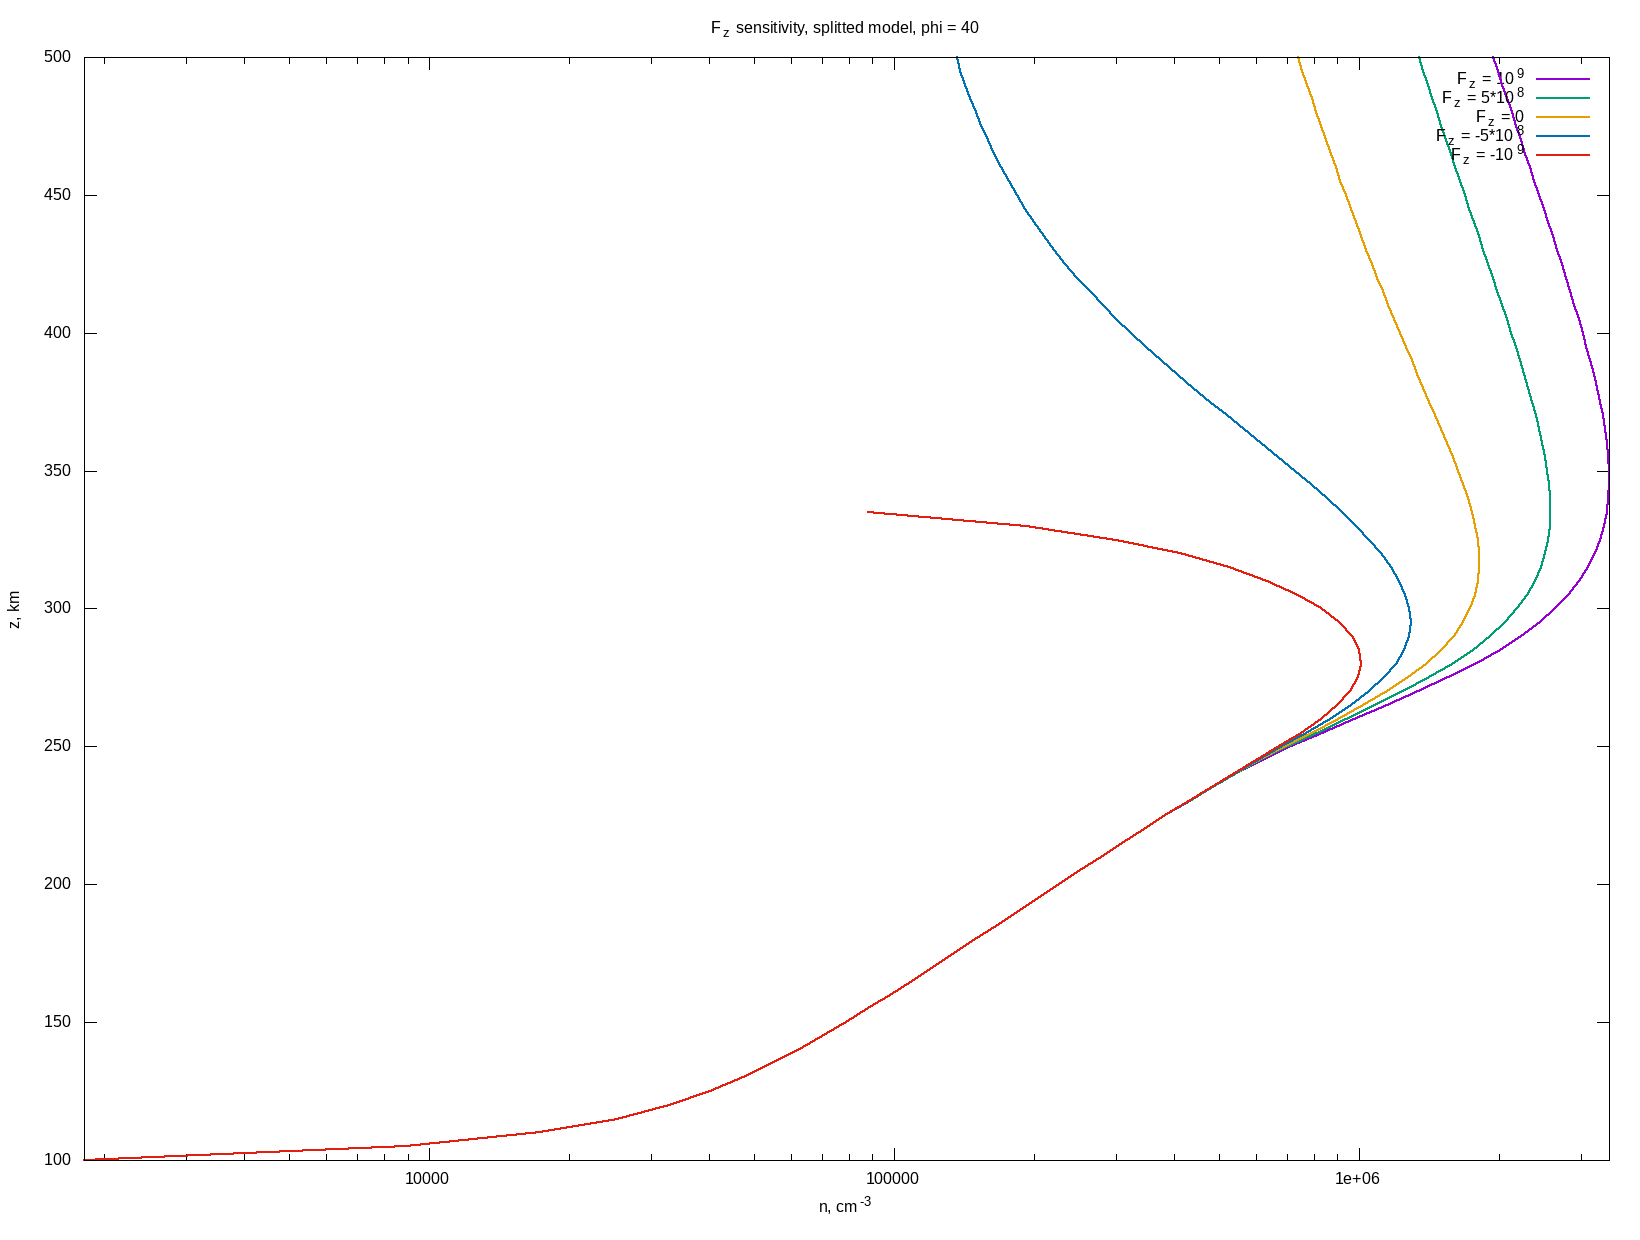 F z sensitivity, splitted model, phi = 40
500
450
400
350
300
250
200
150
100
z, km
F z = 10 9
F z = 5*10 8
F z = 0
F z = -5*10 8
F z = -10 9
10000
100000
1e+06
n, cm -3